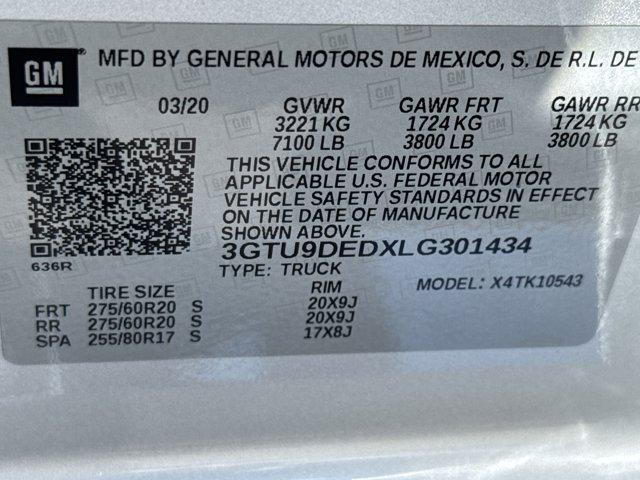 GM MFD BY GENERAL MOTORS DE MEXICO, S. DE R.L. DE
03/20 GVWR GAWR FRT GAWR RR
3221 KG 1724 KG 1724 KG
7100 LB 3800 LB 3800 LB
THIS VEHICLE CONFORMS TO ALL
APPLICABLE U.S. FEDERAL MOTOR
VEHICLE SAFETY STANDARDS IN EFFECT
ON THE DATE OF MANUFACTURE
SHOWN ABOVE.
3GTU9DEDXLG301434
636R TYPE: TRUCK MODEL: X4TK10543
TIRE SIZE RIM
FRT 275/60R20 S 20X9J
RR 275/60R20 S 20X9J
SPA 255/80R17 S 17X8J